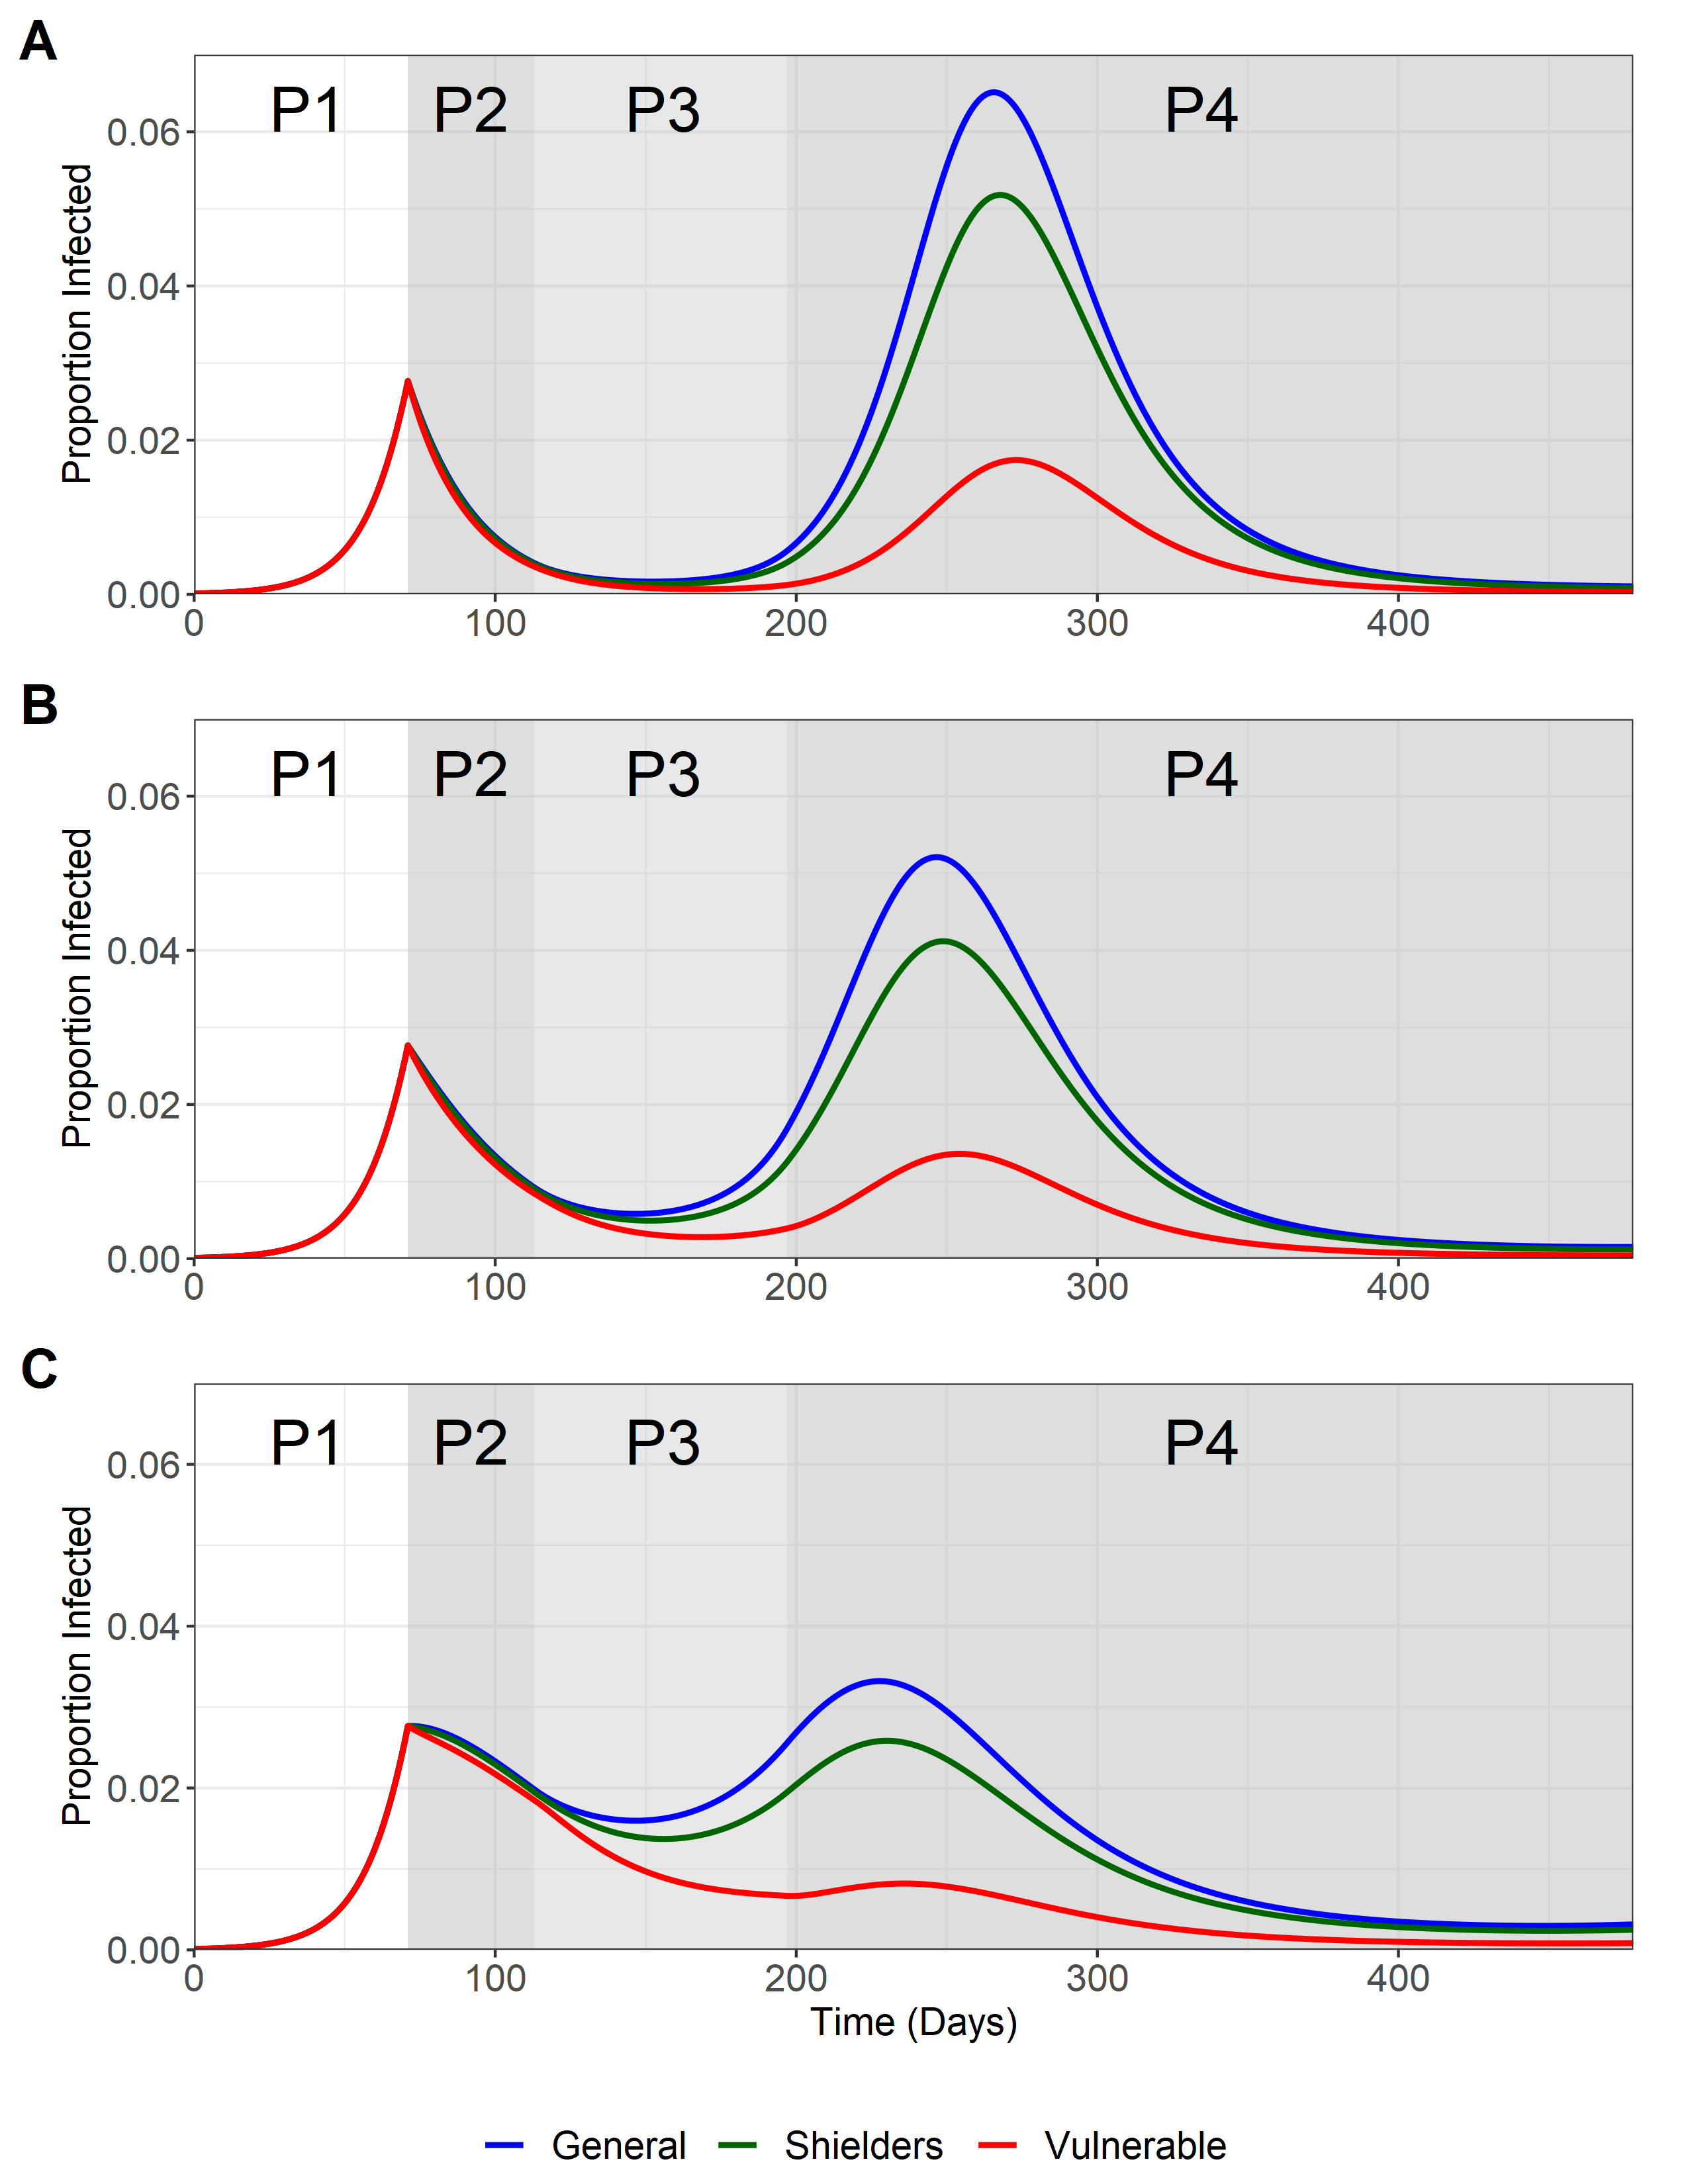 A
P1 P2 P3 P4
Proportion Infected
0.06
0.04
0.02
0.00
0 100 200 300 400
B
P1 P2 P3 P4
Proportion Infected
0.06
0.04
0.02
0.00
0 100 200 300 400
C
P1 P2 P3 P4
Proportion Infected
0.06
0.04
0.02
0.00
0 100 200 300 400
Time (Days)
General Shielders Vulnerable